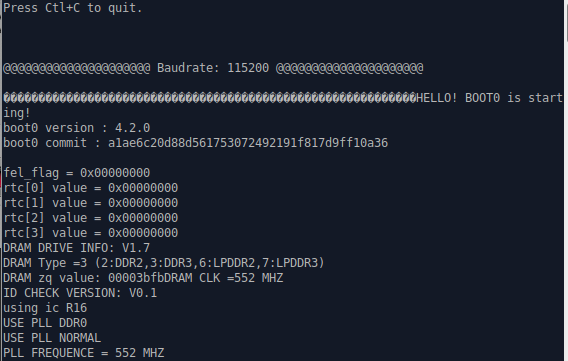 Press Ctl+C to quit.
@@@@@@@@@@@@@@@@@@@@@ Baudrate: 115200 @@@@@@@@@@@@@@@@@@@@@
�����������������������������������������������������������HELLO! BOOT0 is start
ing!
boot0 version : 4.2.0
boot0 commit : a1ae6c20d88d561753072492191f817d9ff10a36
fel_flag = 0x00000000
rtc[0] value = 0x00000000
rtc[1] value = 0x00000000
rtc[2] value = 0x00000000
rtc[3] value = 0x00000000
DRAM DRIVE INFO: V1.7
DRAM Type =3 (2:DDR2,3:DDR3,6:LPDDR2,7:LPDDR3)
DRAM zq value: 00003bfbDRAM CLK =552 MHZ
ID CHECK VERSION: V0.1
using ic R16
USE PLL DDR0
USE PLL NORMAL
PLL FREQUENCE = 552 MHZ